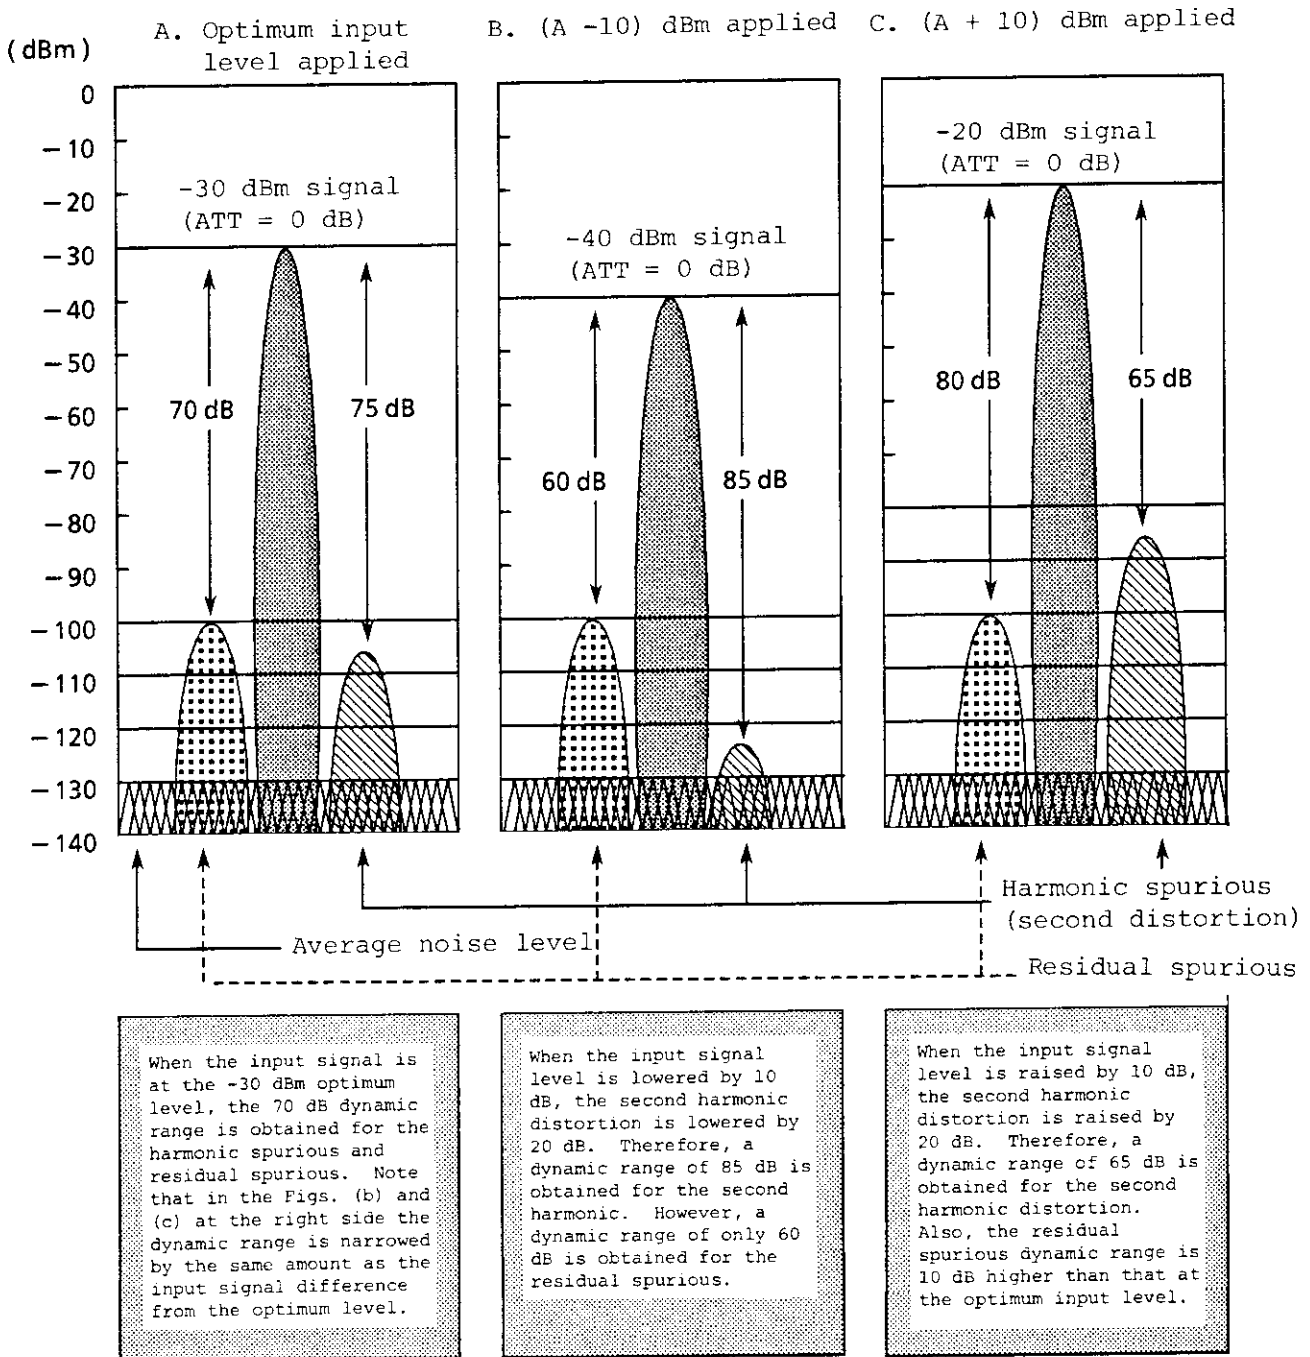 A. Optimum input
level applied
B. (A -10) dBm applied
C. (A + 10) dBm applied
(dBm)
0
−10
−20
−30
−40
−50
−60
−70
−80
−90
−100
−110
−120
−130
−140
-30 dBm signal
(ATT = 0 dB)
70 dB
75 dB
-40 dBm signal
(ATT = 0 dB)
60 dB
85 dB
-20 dBm signal
(ATT = 0 dB)
80 dB
65 dB
Harmonic spurious
(second distortion)
Average noise level
Residual spurious
When the input signal is
at the -30 dBm optimum
level, the 70 dB dynamic
range is obtained for the
harmonic spurious and
residual spurious. Note
that in the Figs. (b) and
(c) at the right side the
dynamic range is narrowed
by the same amount as the
input signal difference
from the optimum level.
When the input signal
level is lowered by 10
dB, the second harmonic
distortion is lowered by
20 dB. Therefore, a
dynamic range of 85 dB is
obtained for the second
harmonic. However, a
dynamic range of only 60
dB is obtained for the
residual spurious.
When the input signal
level is raised by 10 dB,
the second harmonic
distortion is raised by
20 dB. Therefore, a
dynamic range of 65 dB is
obtained for the second
harmonic distortion.
Also, the residual
spurious dynamic range is
10 dB higher than that at
the optimum input level.